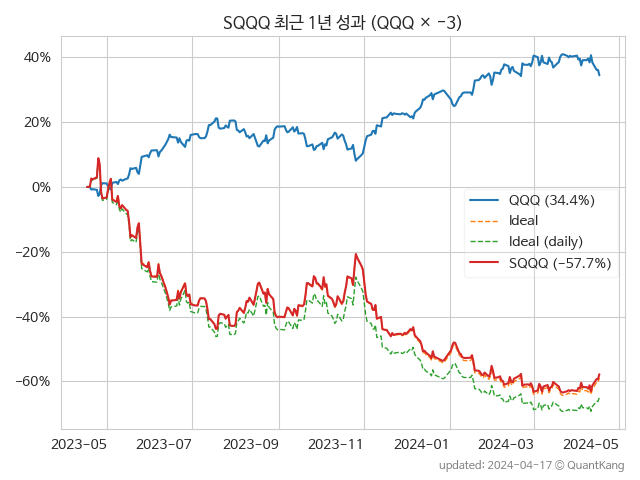 SQQQ 최근 1년 성과 (QQQ × −3)
40%
20%
0%
−20%
−40%
−60%
QQQ (34.4%)
Ideal
Ideal (daily)
SQQQ (−57.7%)
2023-05
2023-07
2023-09
2023-11
2024-01
2024-03
2024-05
updated: 2024-04-17 © QuantKang